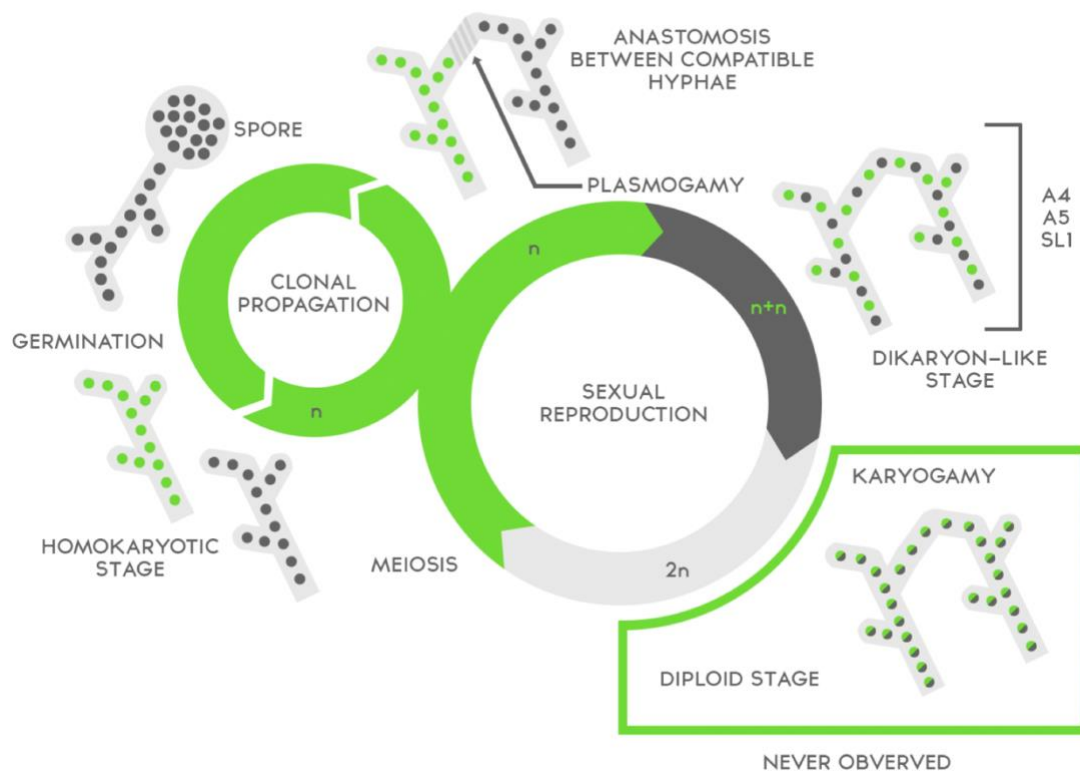 ANASTOMOSIS
BETWEEN COMPATIBLE
HYPHAE
SPORE
PLASMOGAMY
A4
A5
SL1
n
CLONAL
PROPAGATION
n+n
GERMINATION
DIKARYON-LIKE
STAGE
SEXUAL
REPRODUCTION
n
KARYOGAMY
HOMOKARYOTIC
STAGE
MEIOSIS
2n
DIPLOID STAGE
NEVER OBVERVED